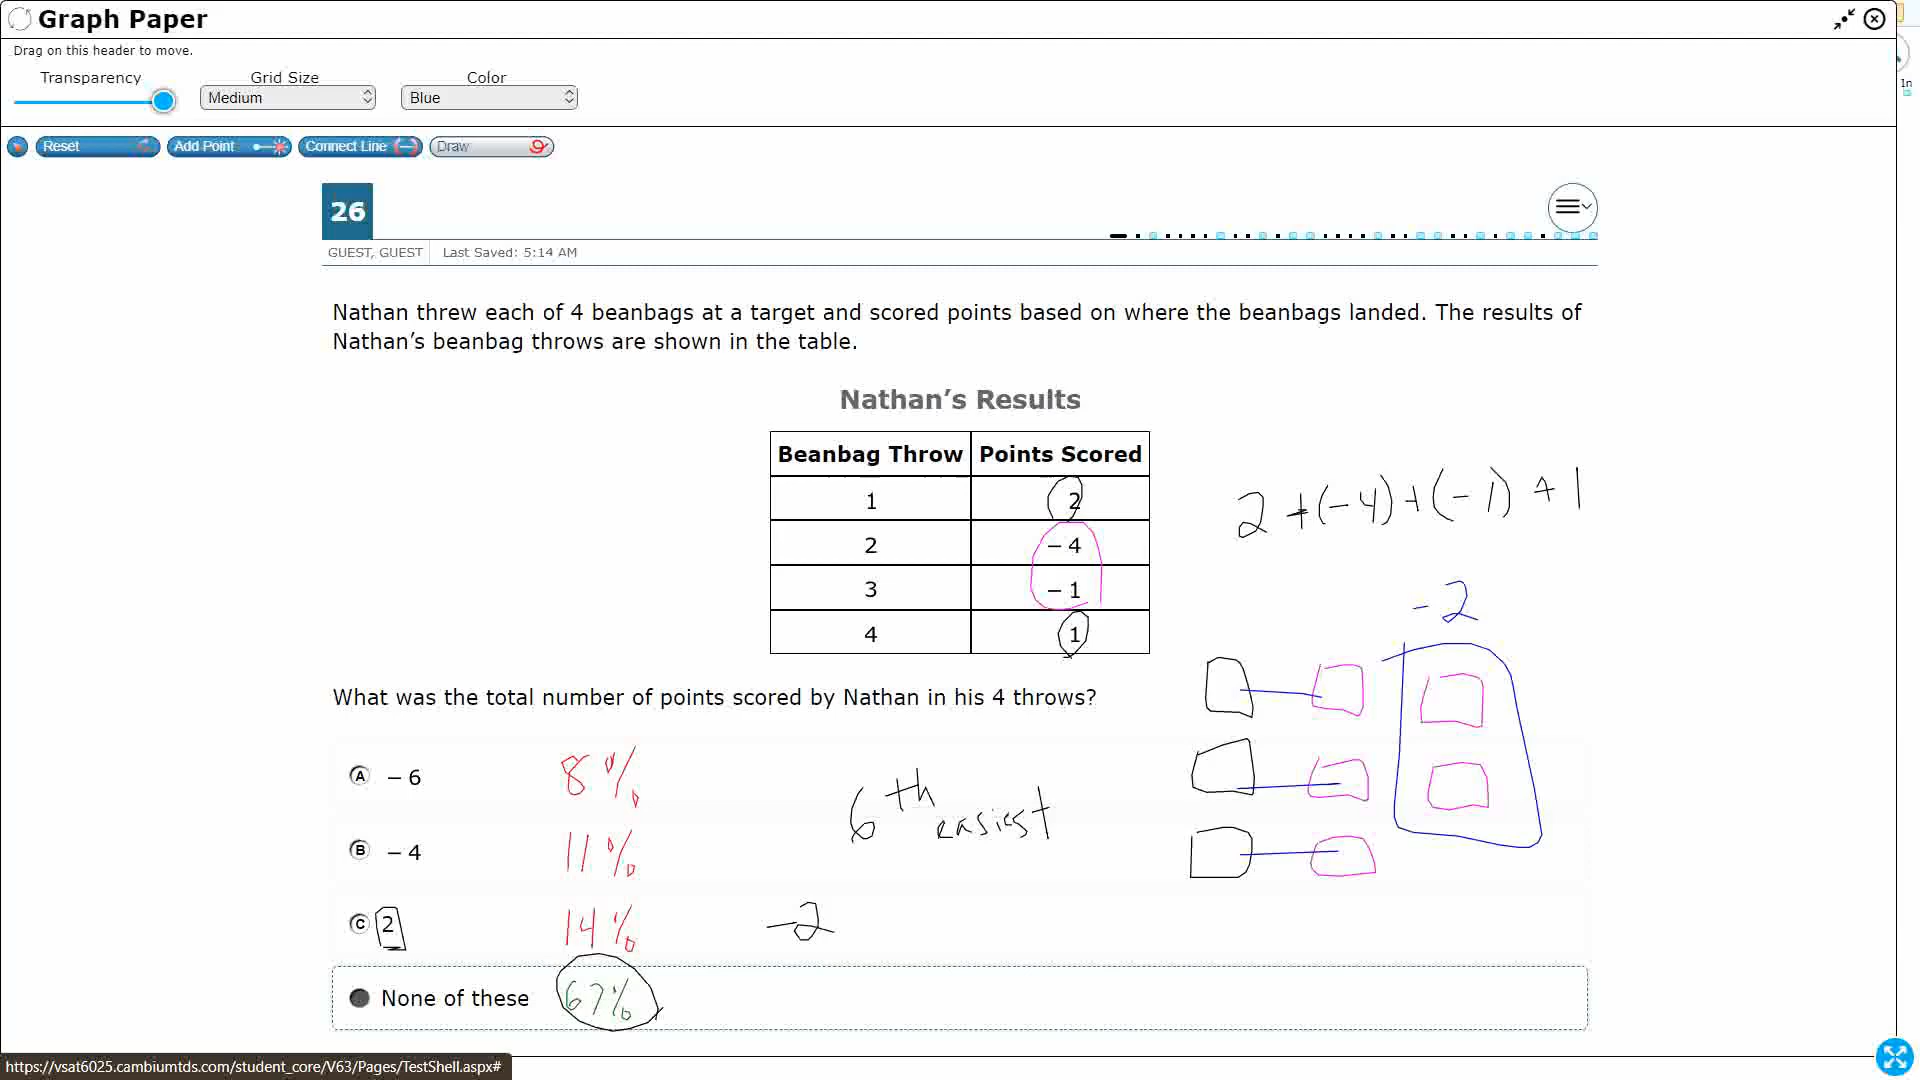 Graph Paper
Drag on this header to move.
Transparency Grid Size Color
Medium Blue
Reset Add Point Connect Line Draw
26
GUEST, GUEST Last Saved: 5:14 AM
Nathan threw each of 4 beanbags at a target and scored points based on where the beanbags landed. The results of
Nathan’s beanbag throws are shown in the table.
Nathan’s Results
Beanbag Throw Points Scored
1 2
2 – 4
3 – 1
4 1
2 + (-4) + (-1) + 1
-2
What was the total number of points scored by Nathan in his 4 throws?
A – 6 8%
6th easiest
B – 4 11%
C 2 14%
-2
None of these 67%
https://vsat6025.cambiumtds.com/student_core/V63/Pages/TestShell.aspx#
1n